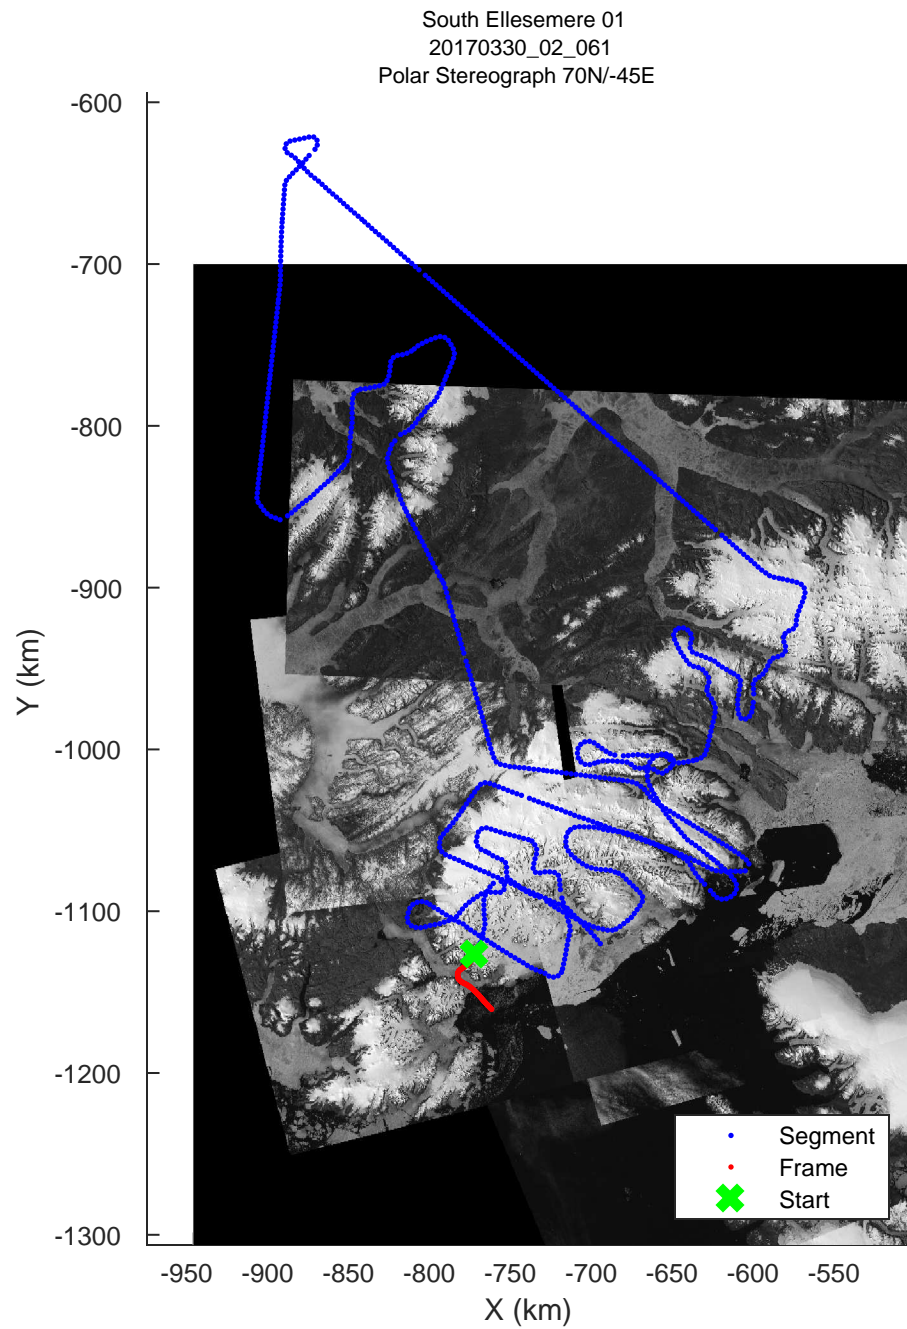 South Ellesemere 01
20170330_02_061
Polar Stereograph 70N/-45E
-600
-700
-800
-900
-1000
-1100
-1200
-1300
Y (km)
-950 -900 -850 -800 -750 -700 -650 -600 -550
X (km)
Segment
Frame
Start